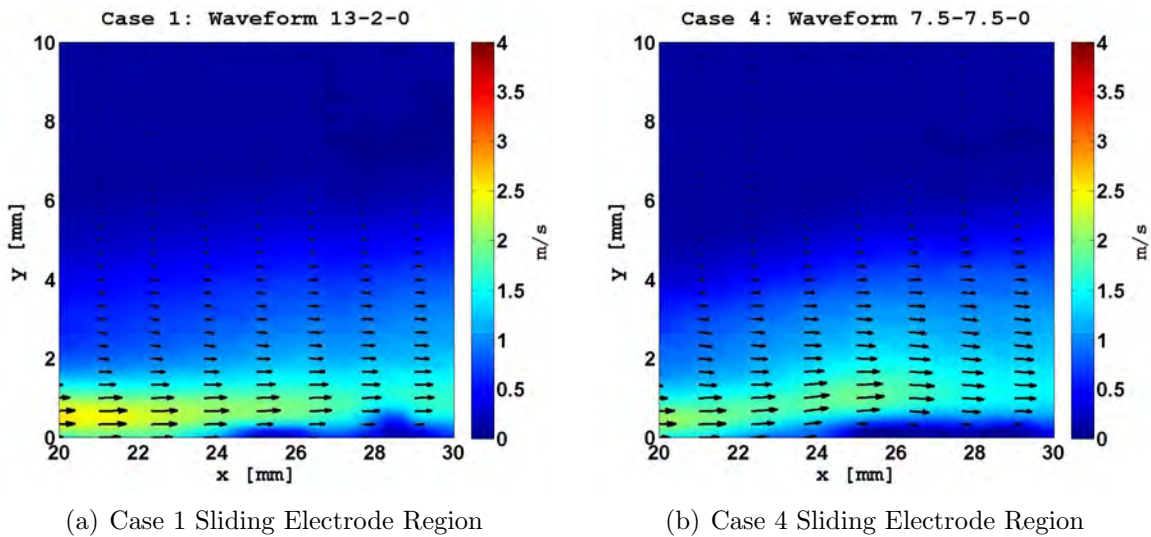 Case 1: Waveform 13-2-0
10
8
6
4
2
0
y [mm]
20 22 24 26 28 30
x [mm]
4
3.5
3
2.5
2
1.5
1
0.5
0
m/s
(a) Case 1 Sliding Electrode Region
Case 4: Waveform 7.5-7.5-0
10
8
6
4
2
0
y [mm]
20 22 24 26 28 30
x [mm]
4
3.5
3
2.5
2
1.5
1
0.5
0
m/s
(b) Case 4 Sliding Electrode Region